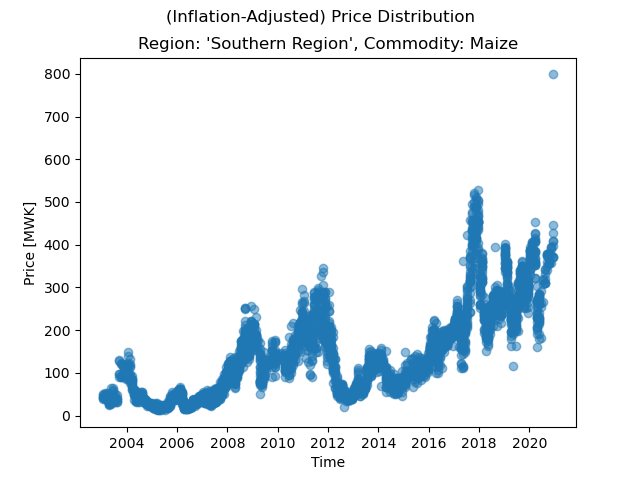 (Inflation-Adjusted) Price Distribution
Region: 'Southern Region', Commodity: Maize
800
700
600
500
400
300
200
100
0
Price [MWK]
2004 2006 2008 2010 2012 2014 2016 2018 2020
Time